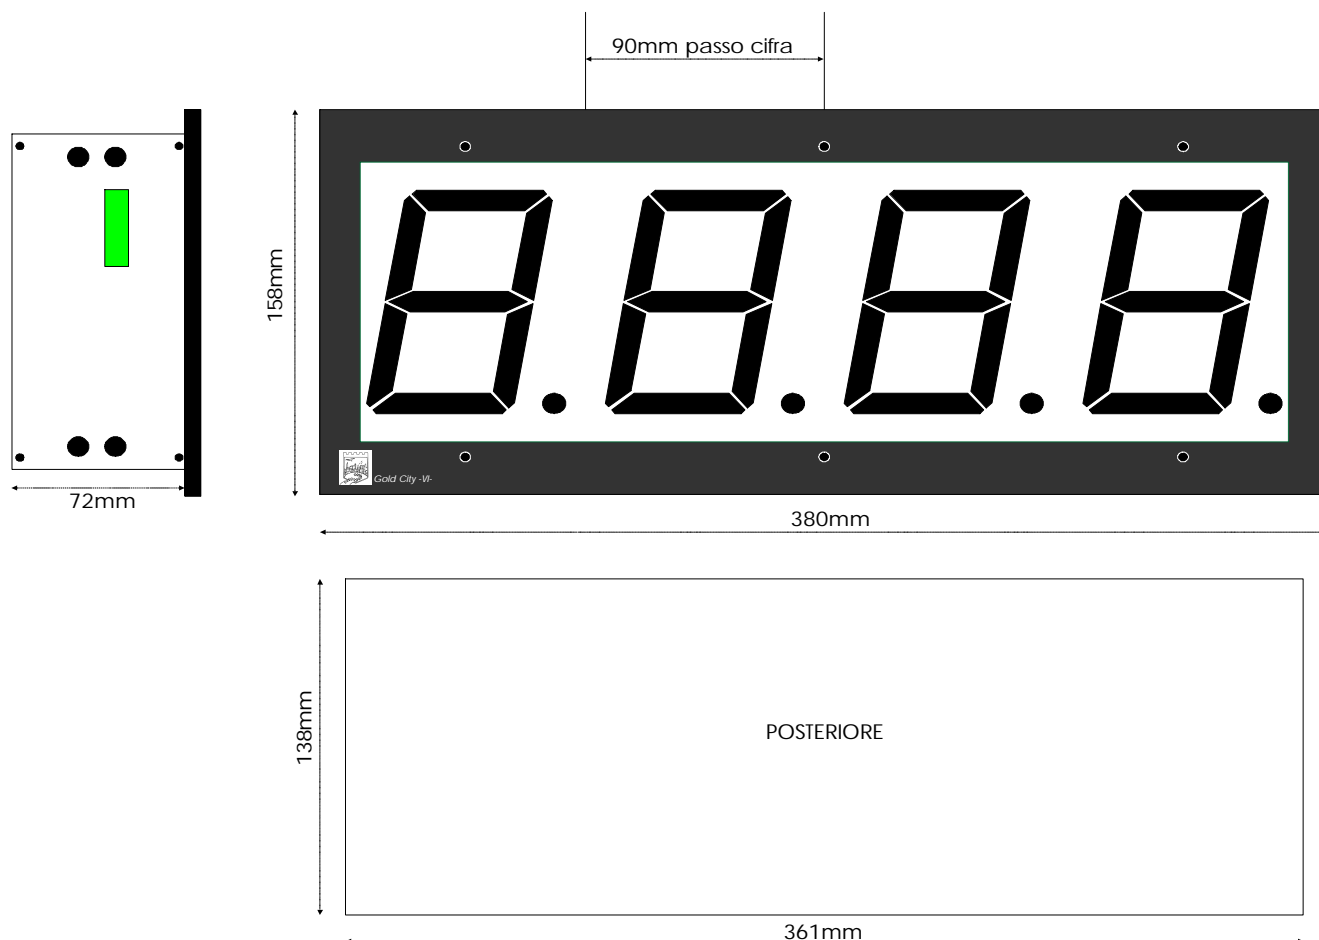 90mm passo cifra
158mm
72mm
Gold City -VI-
380mm
138mm
POSTERIORE
361mm